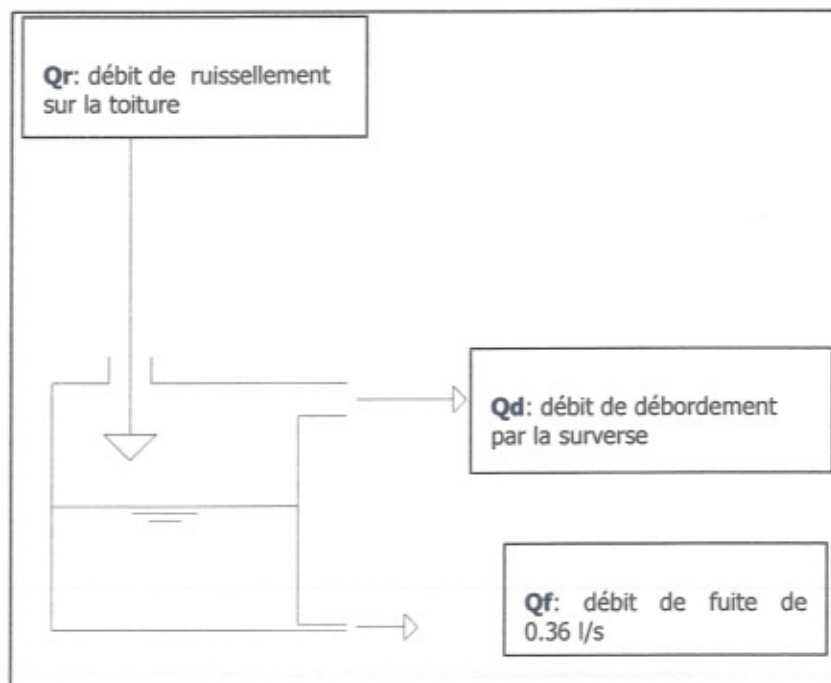 Qr: débit de ruissellement
sur la toiture
Qd: débit de débordement
par la surverse
Qf: débit de fuite de
0.36 l/s